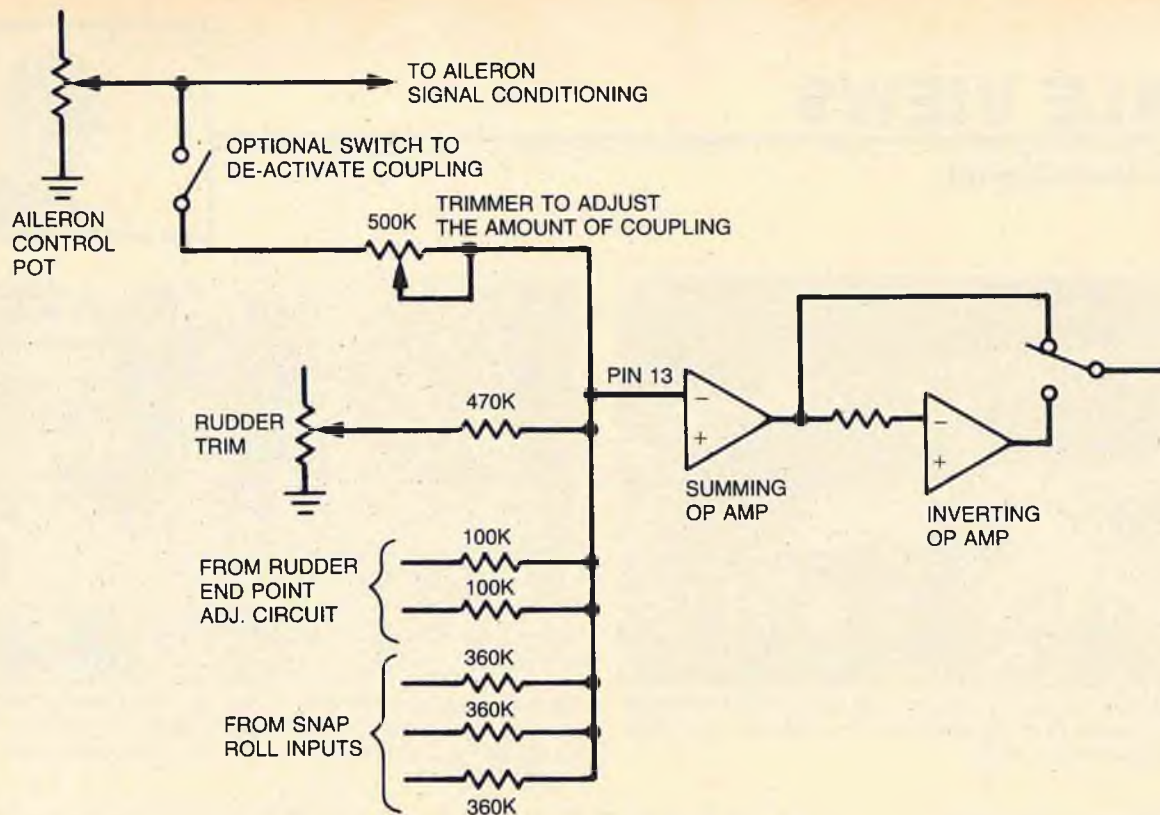 TO AILERON
SIGNAL CONDITIONING
OPTIONAL SWITCH TO
DE-ACTIVATE COUPLING
AILERON
CONTROL
POT
500K
TRIMMER TO ADJUST
THE AMOUNT OF COUPLING
PIN 13
470K
RUDDER
TRIM
SUMMING
OP AMP
INVERTING
OP AMP
FROM RUDDER
END POINT
ADJ. CIRCUIT
100K
100K
FROM SNAP
ROLL INPUTS
360K
360K
360K